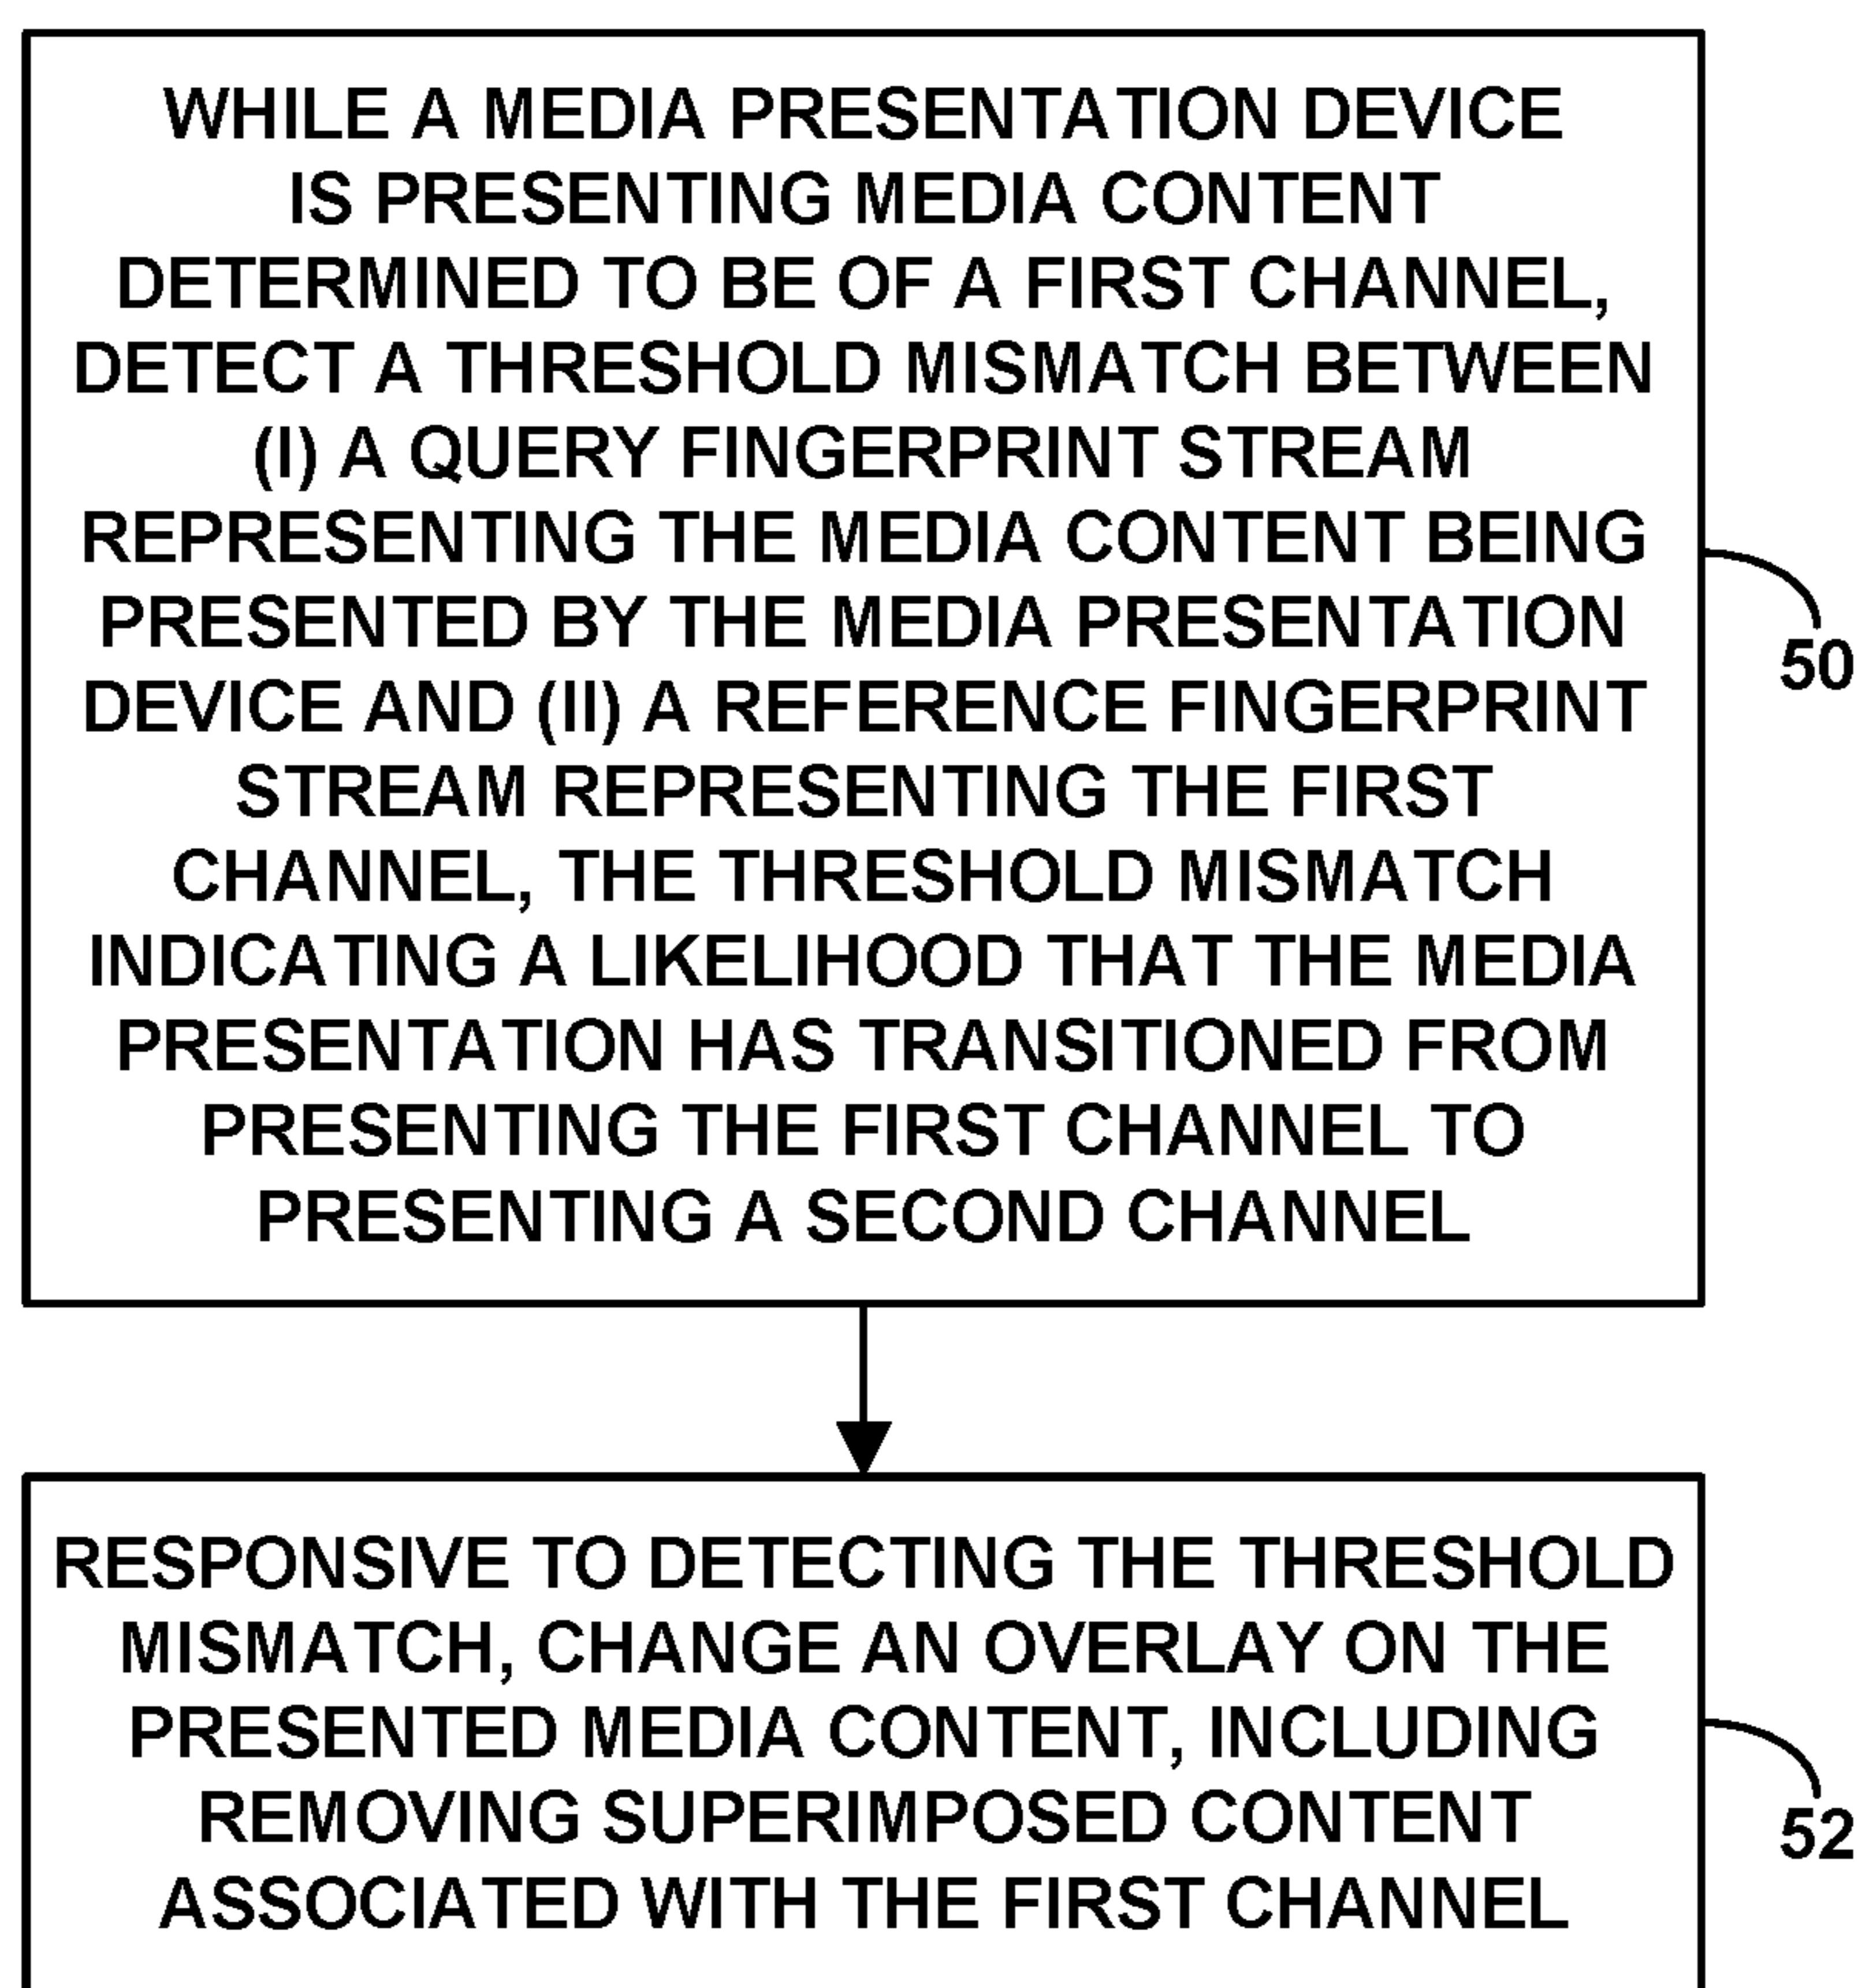 WHILE A MEDIA PRESENTATION DEVICE
IS PRESENTING MEDIA CONTENT
DETERMINED TO BE OF A FIRST CHANNEL,
DETECT A THRESHOLD MISMATCH BETWEEN
(I) A QUERY FINGERPRINT STREAM
REPRESENTING THE MEDIA CONTENT BEING
PRESENTED BY THE MEDIA PRESENTATION
DEVICE AND (II) A REFERENCE FINGERPRINT
STREAM REPRESENTING THE FIRST
CHANNEL, THE THRESHOLD MISMATCH
INDICATING A LIKELIHOOD THAT THE MEDIA
PRESENTATION HAS TRANSITIONED FROM
PRESENTING THE FIRST CHANNEL TO
PRESENTING A SECOND CHANNEL
50
RESPONSIVE TO DETECTING THE THRESHOLD
MISMATCH, CHANGE AN OVERLAY ON THE
PRESENTED MEDIA CONTENT, INCLUDING
REMOVING SUPERIMPOSED CONTENT
ASSOCIATED WITH THE FIRST CHANNEL
52